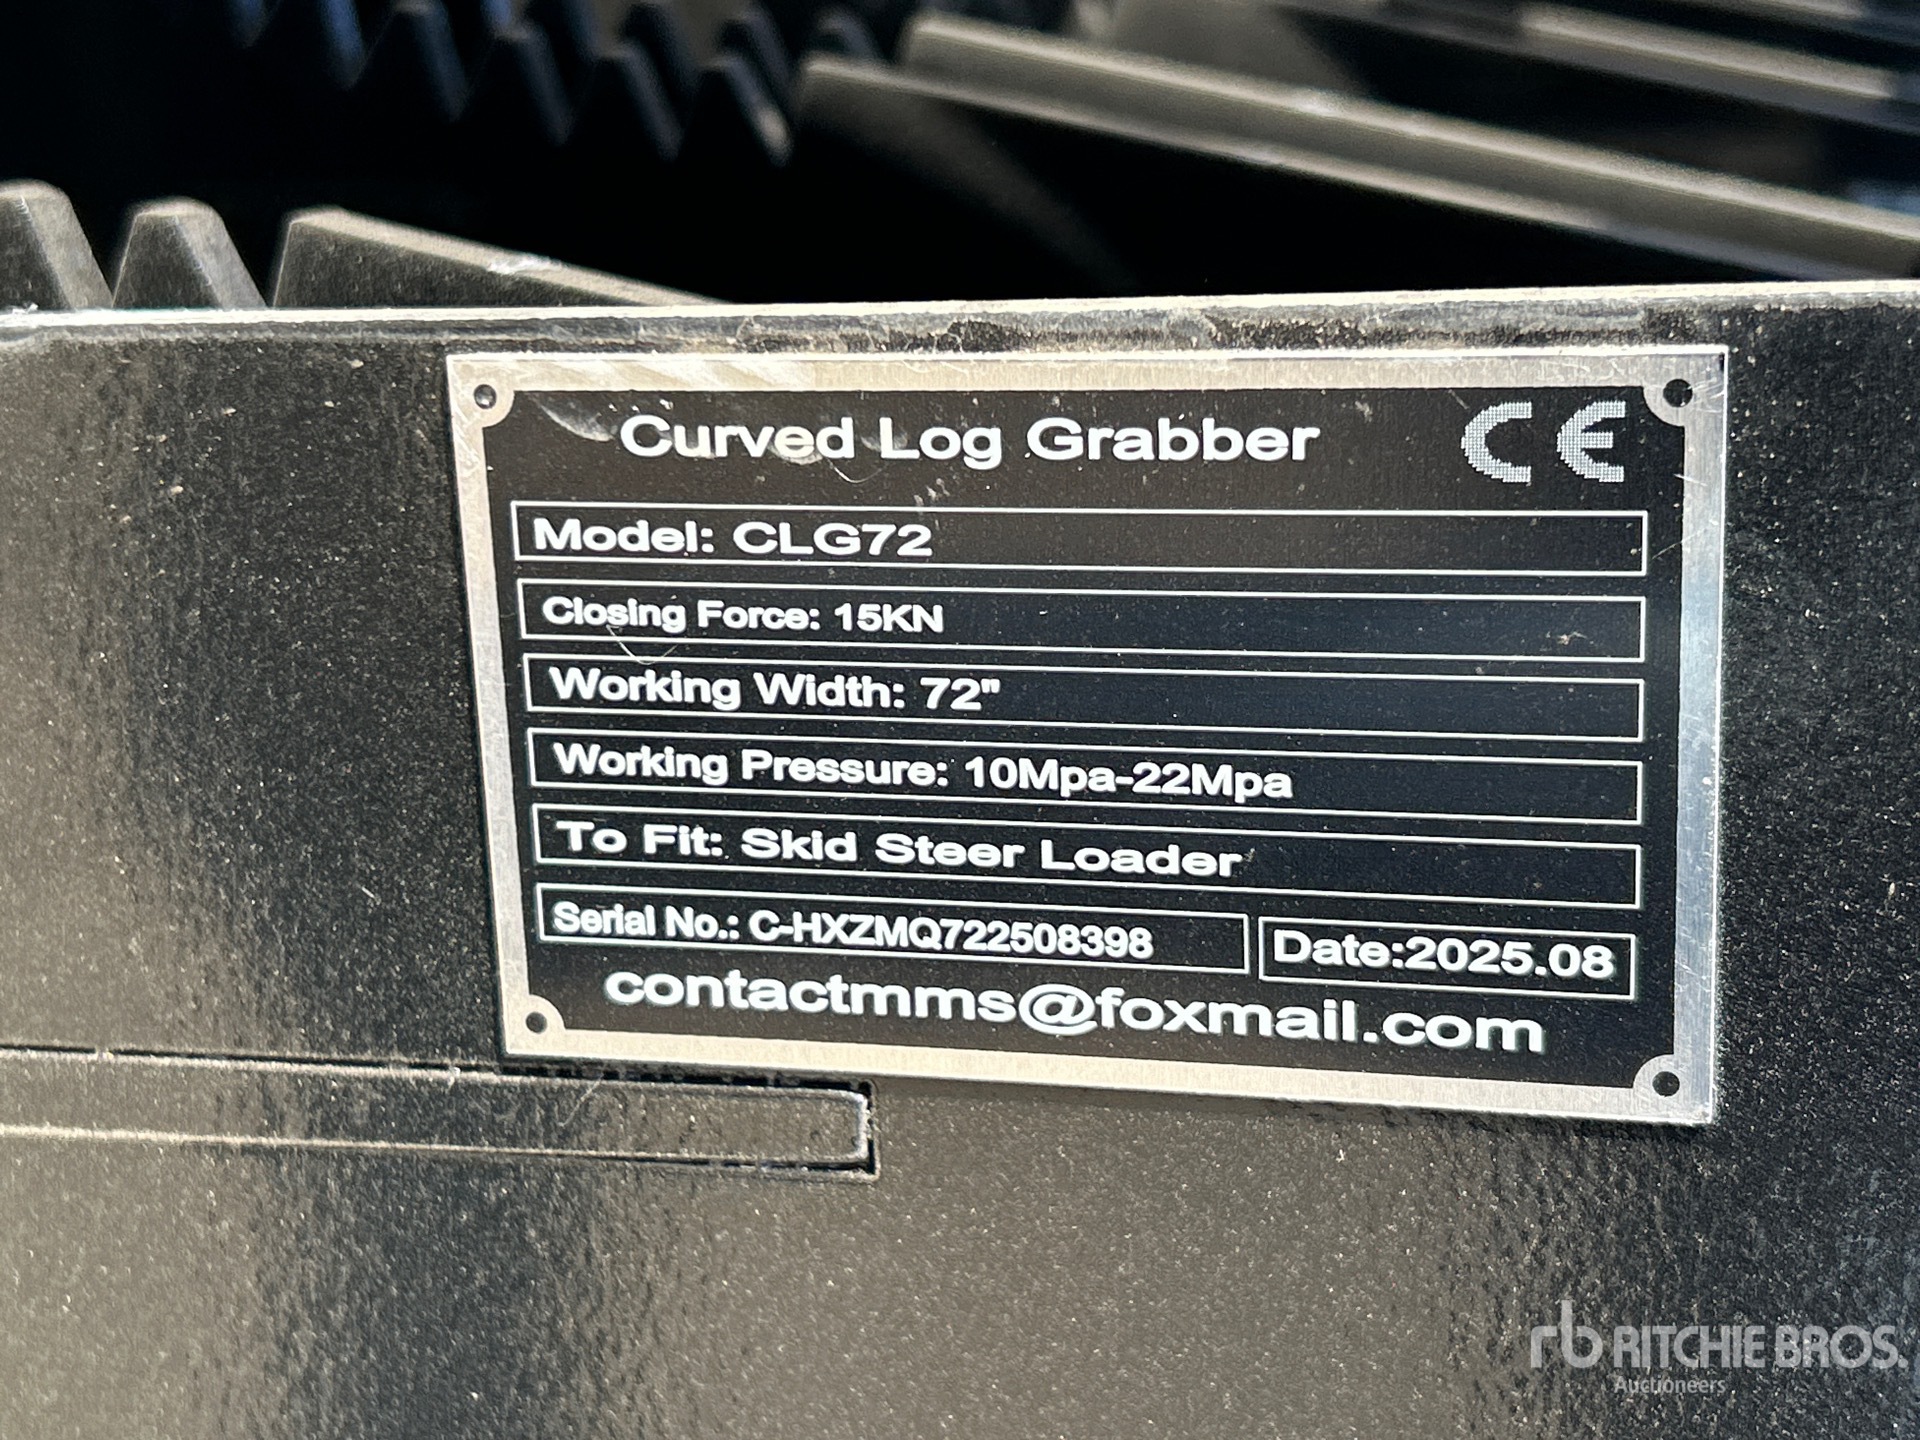 Curved Log Grabber CE
Model: CLG72
Closing Force: 15KN
Working Width: 72"
Working Pressure: 10Mpa-22Mpa
To Fit: Skid Steer Loader
Serial No.: C-HXZMQ722508398 Date:2025.08
contactmms@foxmail.com
rb RITCHIE BROS.
Auctioneers